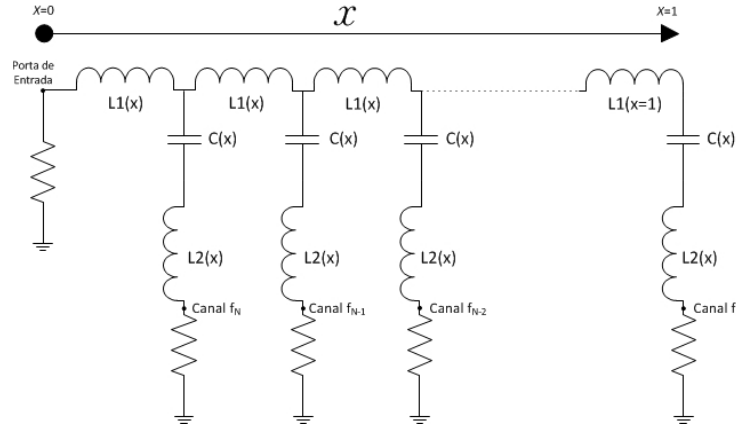 X=0
x
X=1
Porta de
Entrada
L1(x)
L1(x)
L1(x)
L1(x=1)
C(x)
C(x)
C(x)
C(x)
L2(x)
L2(x)
L2(x)
L2(x)
Canal fN
Canal fN-1
Canal fN-2
Canal f